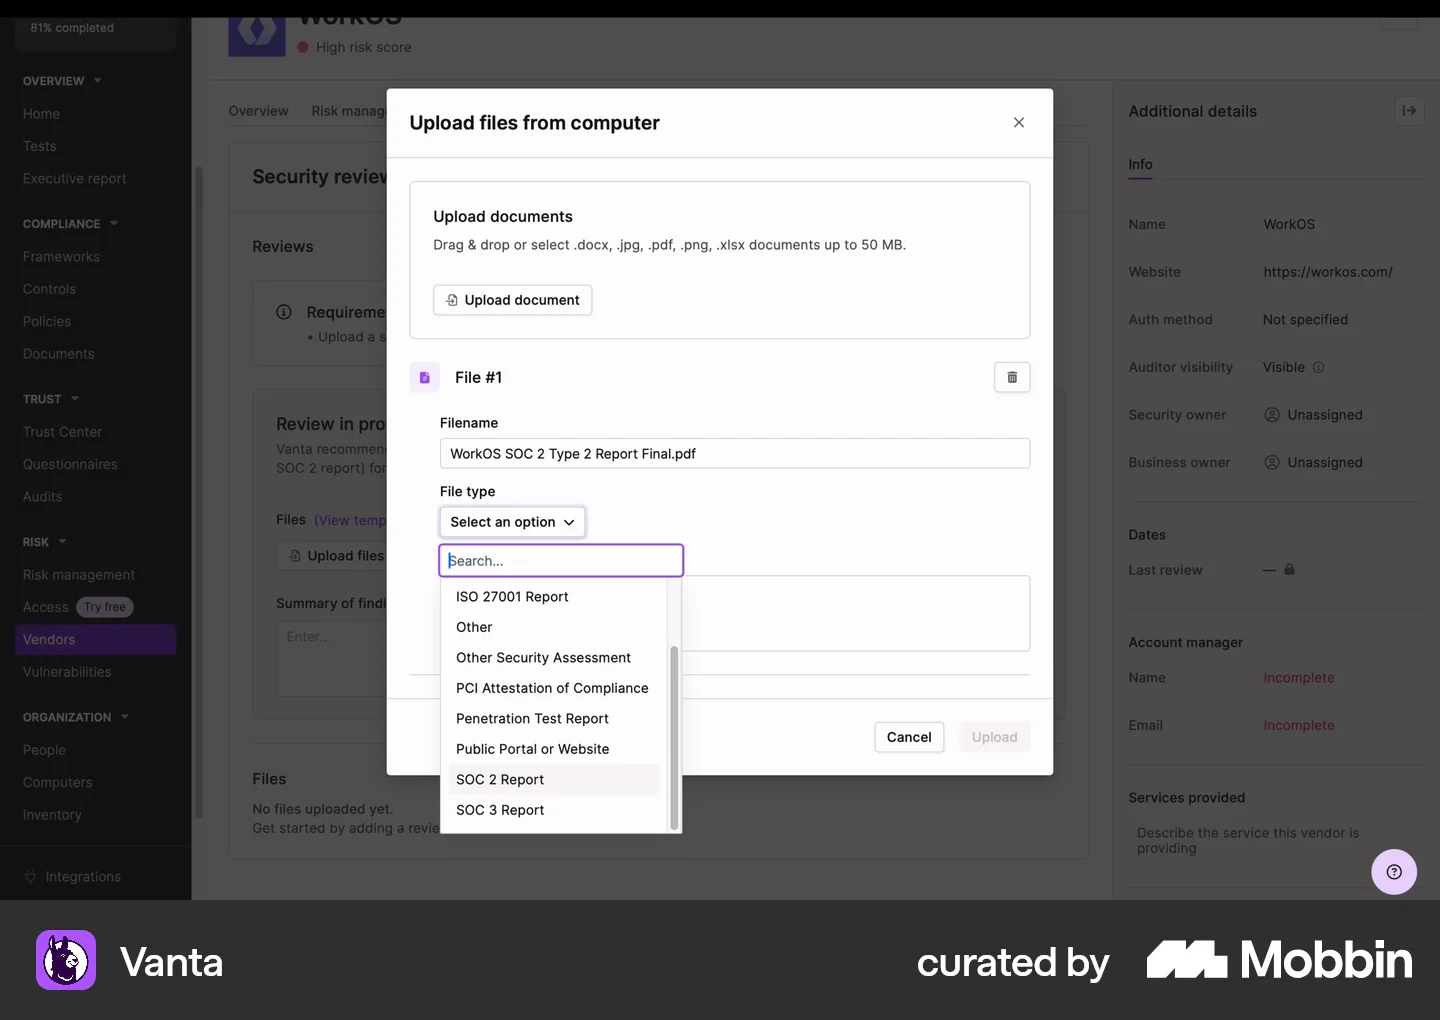 81% completed
OVERVIEW
Home
Tests
Executive report
COMPLIANCE
Frameworks
Controls
Policies
Documents
TRUST
Trust Center
Questionnaires
Audits
RISK
Risk management
Access Try free
Vendors
Vulnerabilities
ORGANIZATION
People
Computers
Inventory
Integrations
WorkOS
High risk score
Overview Risk manag
Security review
Reviews
Requireme
• Upload a s
Review in pro
Vanta recommen
SOC 2 report) for
Files (View temp
Upload files
Summary of findi
Enter...
Files
No files uploaded yet.
Get started by adding a revie
Upload files from computer
Upload documents
Drag & drop or select .docx, .jpg, .pdf, .png, .xlsx documents up to 50 MB.
Upload document
File #1
Filename
WorkOS SOC 2 Type 2 Report Final.pdf
File type
Select an option
Search...
ISO 27001 Report
Other
Other Security Assessment
PCI Attestation of Compliance
Penetration Test Report
Public Portal or Website
SOC 2 Report
SOC 3 Report
Cancel Upload
Additional details
Info
Name WorkOS
Website https://workos.com/
Auth method Not specified
Auditor visibility Visible
Security owner Unassigned
Business owner Unassigned
Dates
Last review —
Account manager
Name Incomplete
Email Incomplete
Services provided
Describe the service this vendor is
providing
Vanta
curated by Mobbin